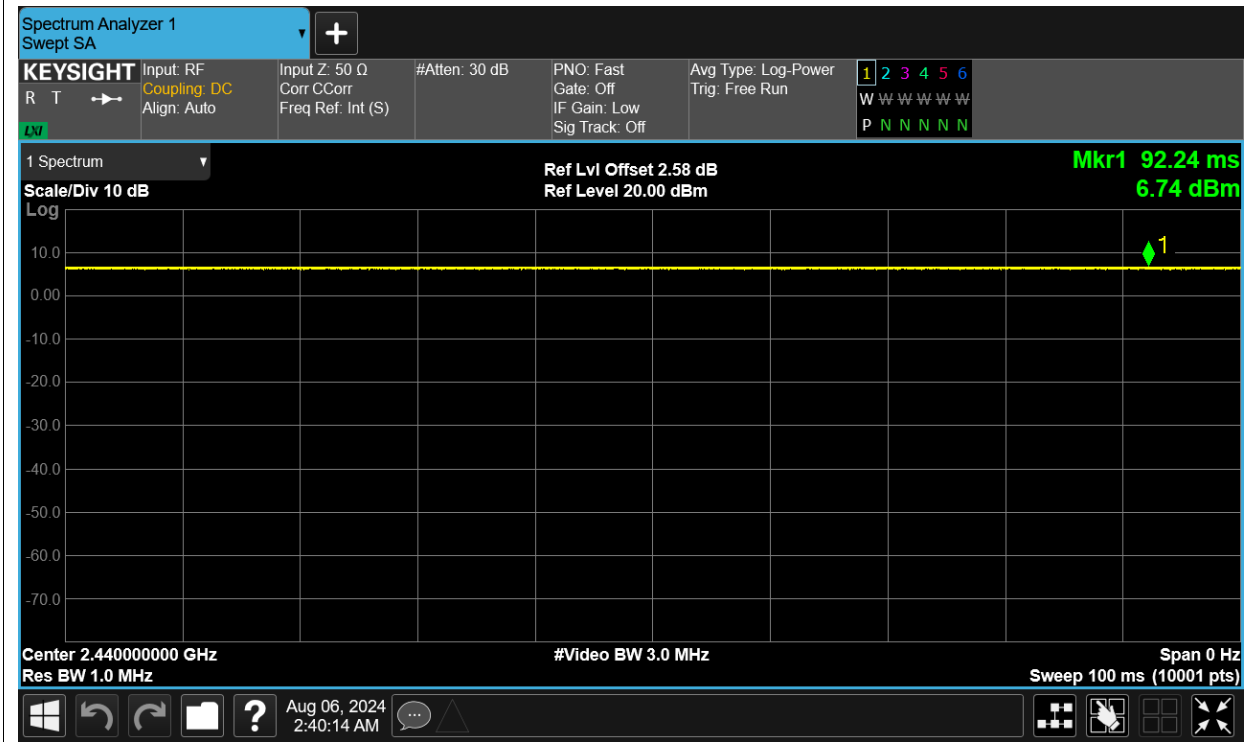 Spectrum Analyzer 1
Swept SA
KEYSIGHT
R T
LXI
Input: RF
Coupling: DC
Align: Auto
Input Z: 50 Ω
Corr CCorr
Freq Ref: Int (S)
#Atten: 30 dB
PNO: Fast
Gate: Off
IF Gain: Low
Sig Track: Off
Avg Type: Log-Power
Trig: Free Run
1 2 3 4 5 6
W W W W W W
P N N N N N
1 Spectrum
Scale/Div 10 dB
Log
Ref Lvl Offset 2.58 dB
Ref Level 20.00 dBm
Mkr1 92.24 ms
6.74 dBm
1
10.0
0.00
-10.0
-20.0
-30.0
-40.0
-50.0
-60.0
-70.0
Center 2.440000000 GHz
Res BW 1.0 MHz
#Video BW 3.0 MHz
Span 0 Hz
Sweep 100 ms (10001 pts)
?
Aug 06, 2024
2:40:14 AM